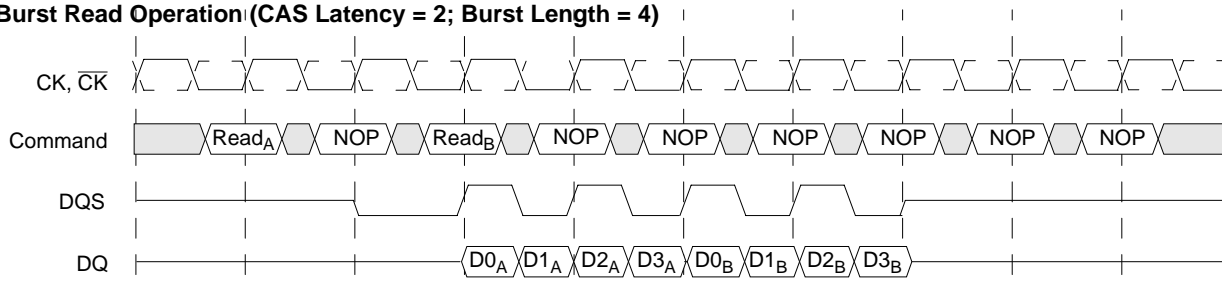 Burst Read Operation (CAS Latency = 2; Burst Length = 4)
CK, C̅K̅
Command ReadA NOP ReadB NOP NOP NOP NOP NOP NOP
DQS
DQ D0A D1A D2A D3A D0B D1B D2B D3B